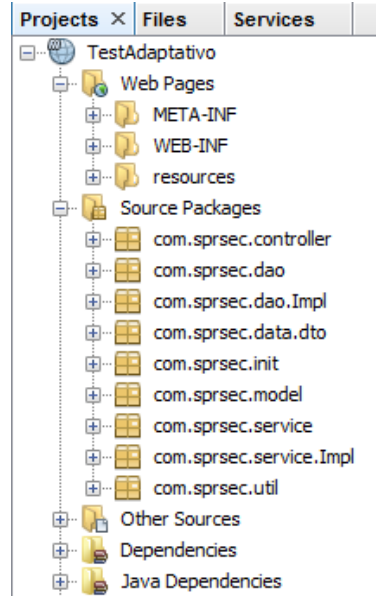 Projects × Files Services
TestAdaptativo
Web Pages
META-INF
WEB-INF
resources
Source Packages
com.sprsec.controller
com.sprsec.dao
com.sprsec.dao.Impl
com.sprsec.data.dto
com.sprsec.init
com.sprsec.model
com.sprsec.service
com.sprsec.service.Impl
com.sprsec.util
Other Sources
Dependencies
Java Dependencies